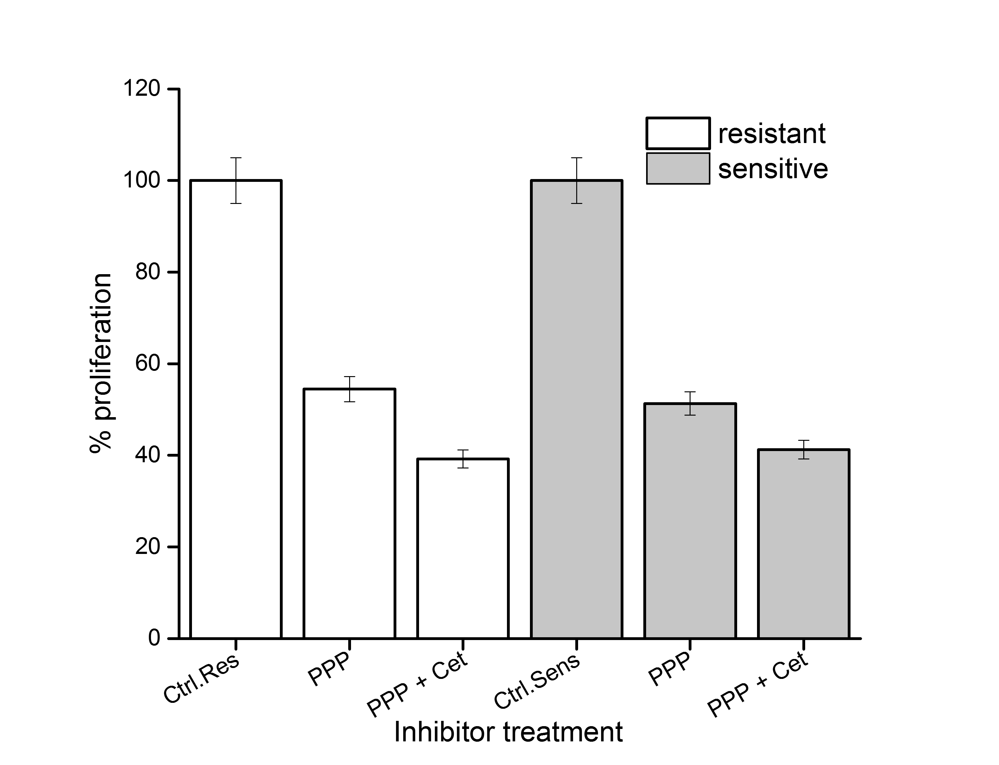 120
100
80
60
40
20
0
% proliferation
resistant
sensitive
Ctrl.Res
PPP
PPP + Cet
Ctrl.Sens
PPP
PPP + Cet
Inhibitor treatment